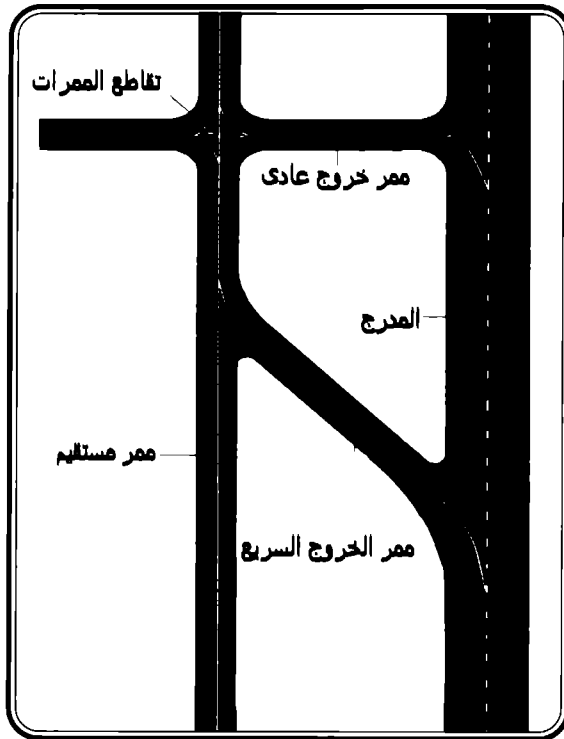 تقاطع الممرات
ممر خروج عادى
المدرج
ممر مستقيم
ممر الخروج السريع